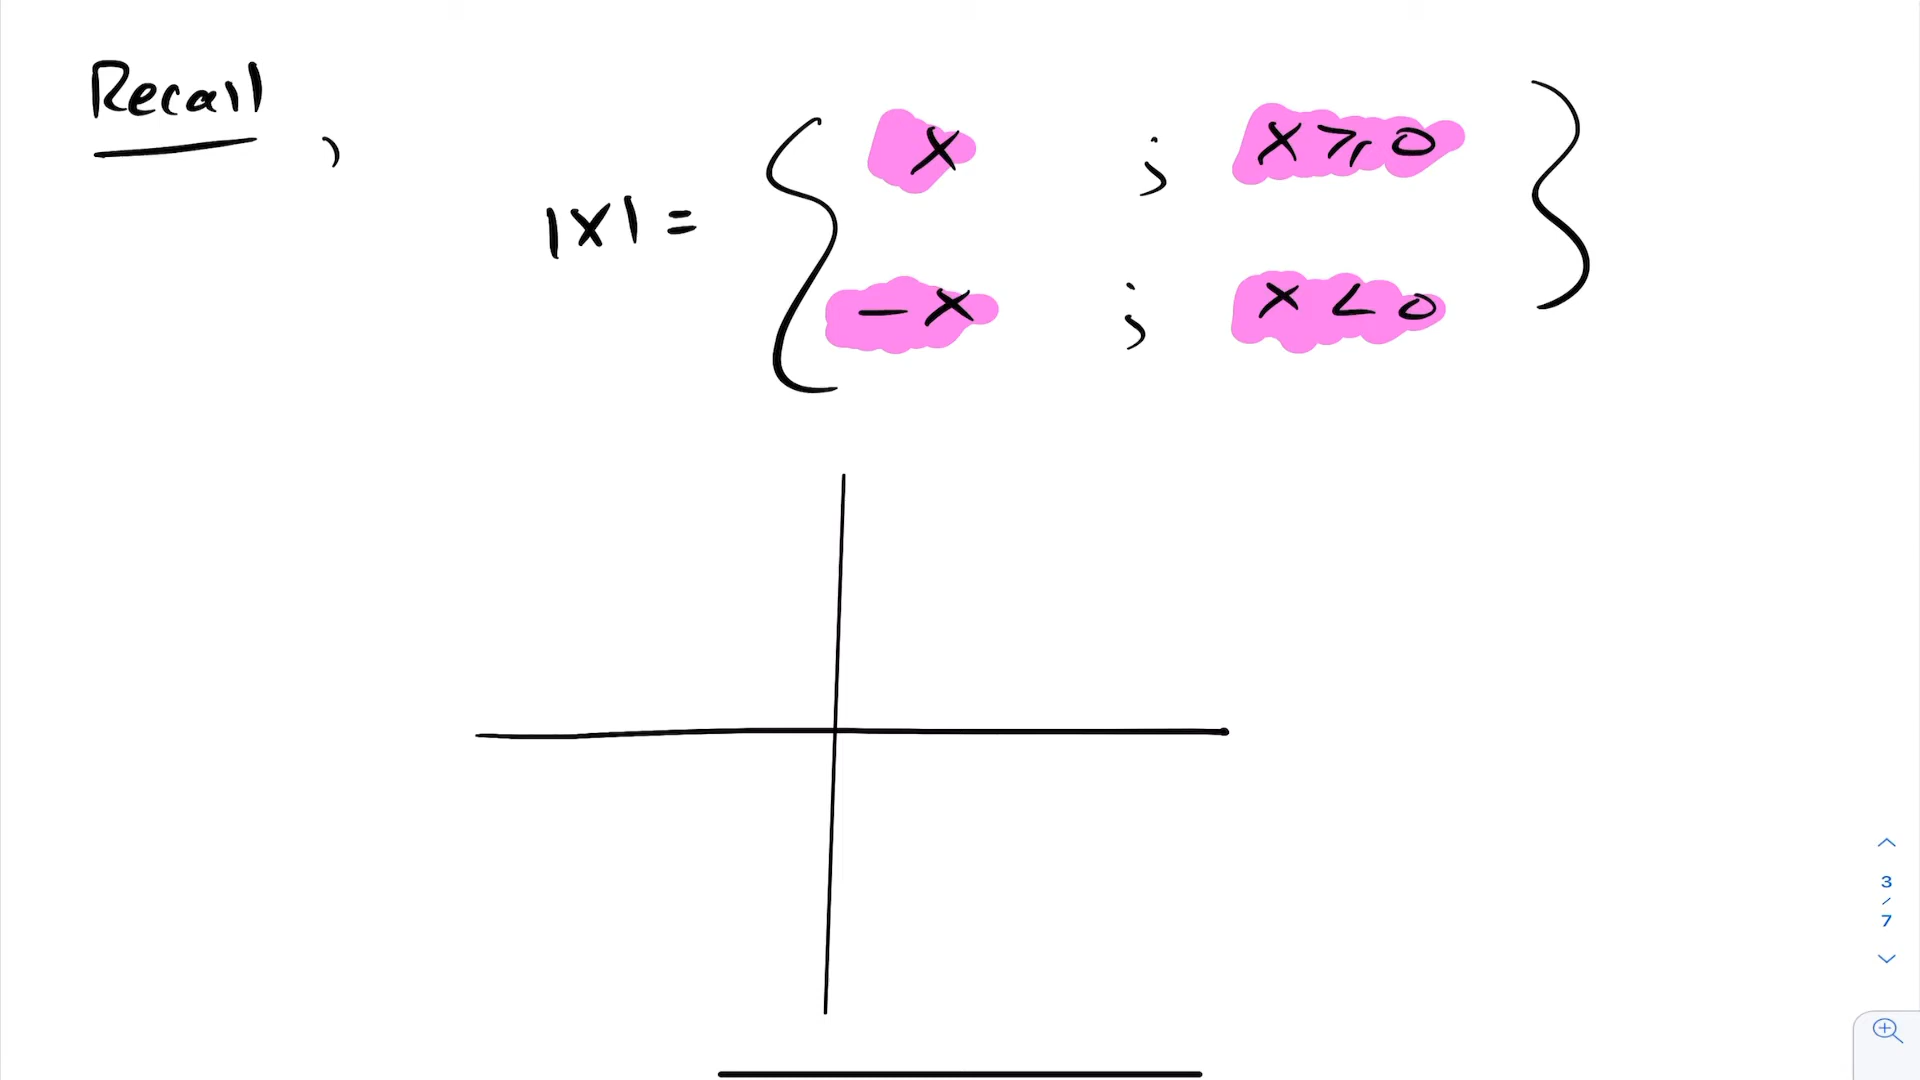 Recall,
|x| = { x ; x ⩾ 0
-x ; x < 0 }
3
/
7